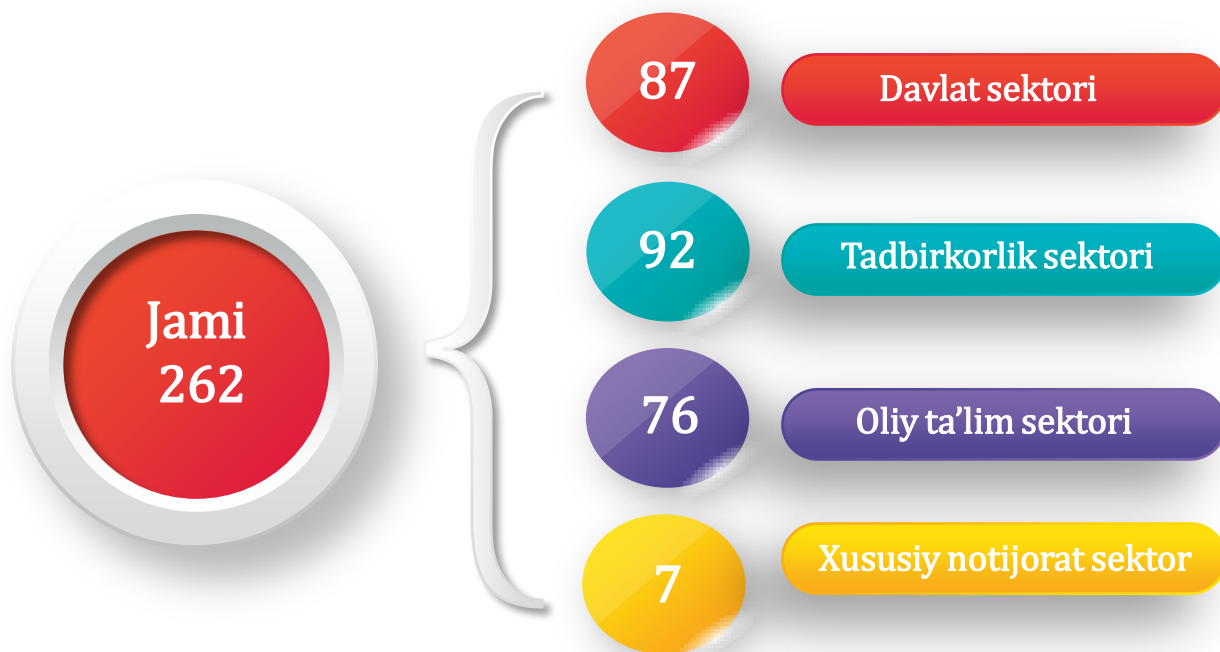 Jami
262
87
Davlat sektori
92
Tadbirkorlik sektori
76
Oliy ta’lim sektori
7
Xususiy notijorat sektor